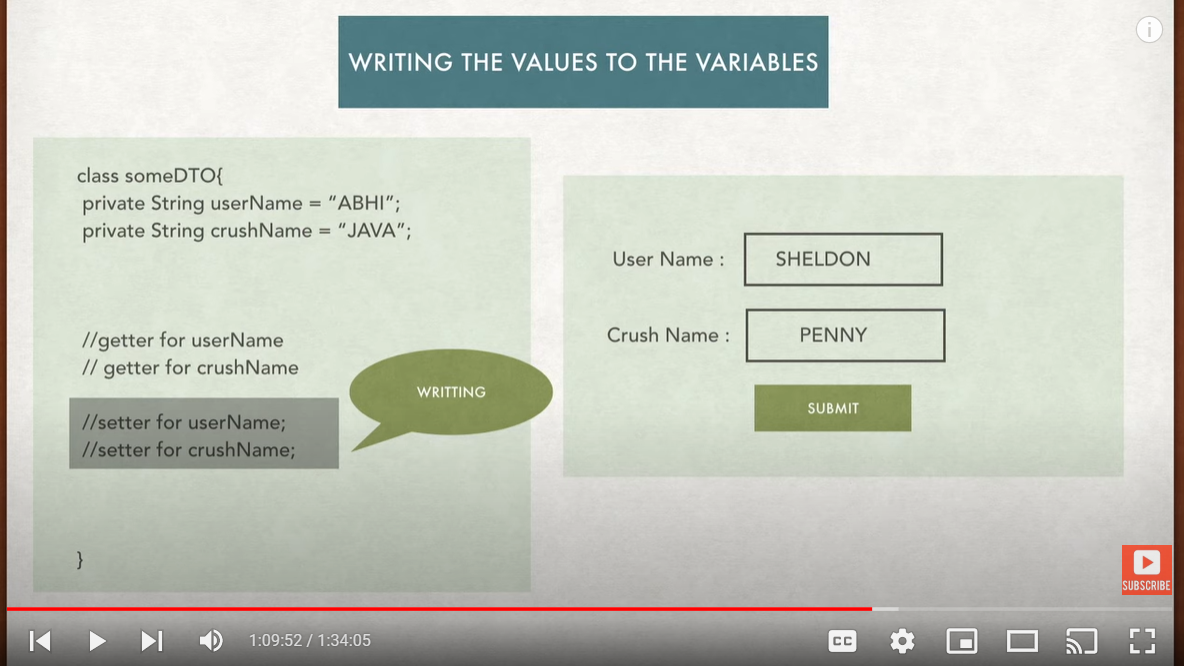 WRITING THE VALUES TO THE VARIABLES
class someDTO{
private String userName = “ABHI”;
private String crushName = “JAVA”;
//getter for userName
// getter for crushName
//setter for userName;
//setter for crushName;
}
WRITTING
User Name : SHELDON
Crush Name : PENNY
SUBMIT
SUBSCRIBE
1:09:52 / 1:34:05
CC